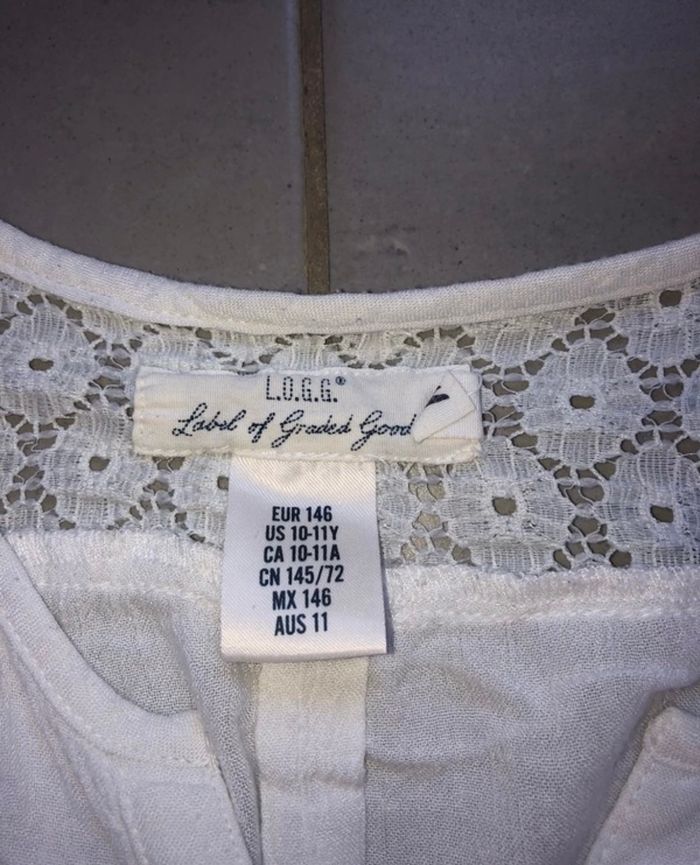 L.O.G.G.®
Label of Graded Good
EUR 146
US 10-11Y
CA 10-11A
CN 145/72
MX 146
AUS 11